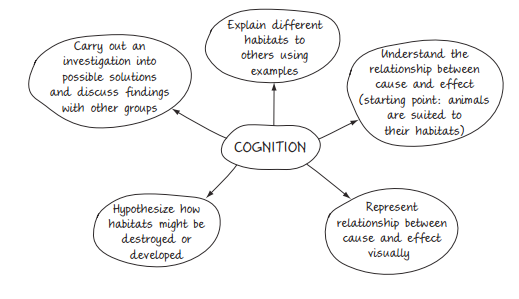 Explain different
habitats to
others using
examples
Carry out an
investigation into
possible solutions
and discuss findings
with other groups
Understand the
relationship between
cause and effect
(starting point: animals
are suited to
their habitats)
COGNITION
Hypothesize how
habitats might be
destroyed or
developed
Represent
relationship between
cause and effect
visually